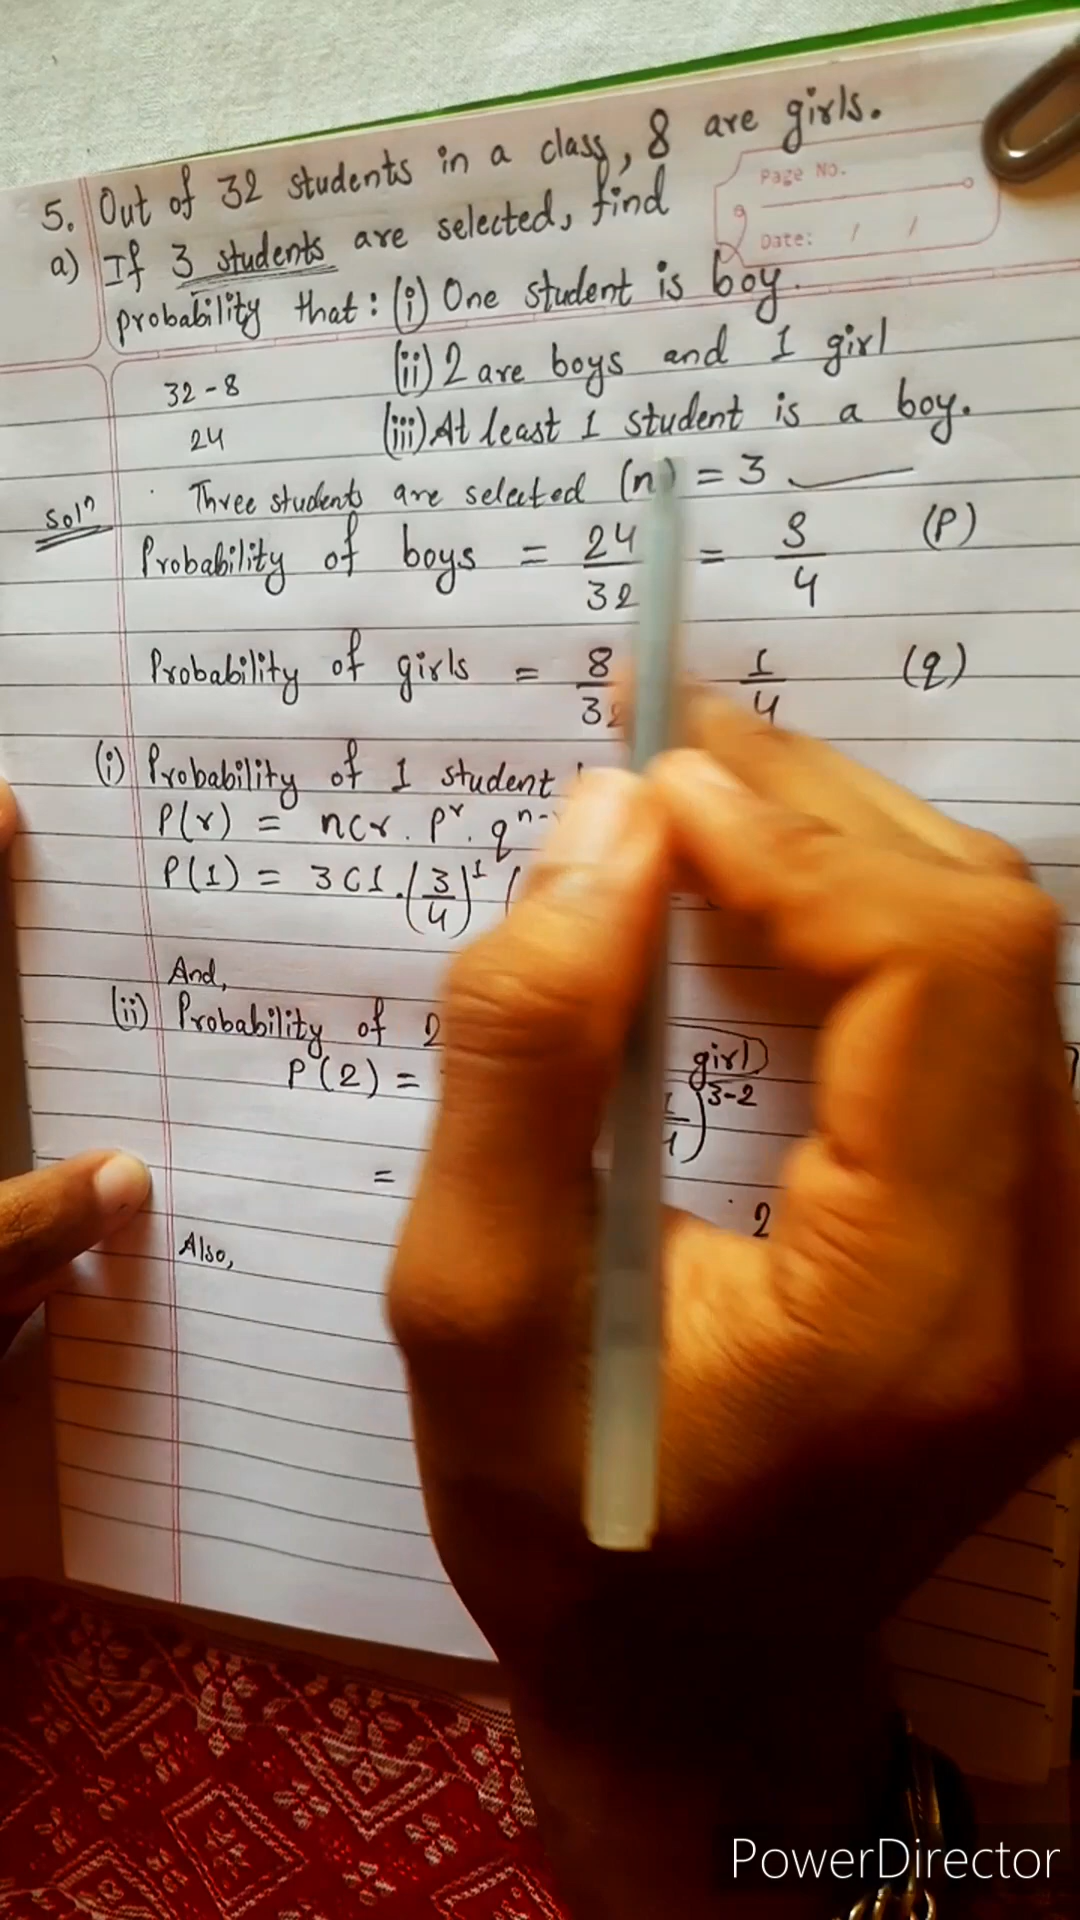 5. Out of 32 students in a class, 8 are girls.
Page No.
a) If 3 students are selected, find
Date: / /
probability that: (i) One student is boy.
32-8 (ii) 2 are boys and 1 girl
24 (iii) At least 1 student is a boy.
Soln Three students are selected (n) = 3
Probability of boys = 24/32 = 3/4 (P)
Probability of girls = 8/32 1/4 (q)
(i) Probability of 1 student
P(r) = ncr. p^r. q^n-
P(1) = 3C1. (3/4)^1 (
And,
(ii) Probability of 2 girl)
P(2) = 3-2
= 2
Also,
PowerDirector